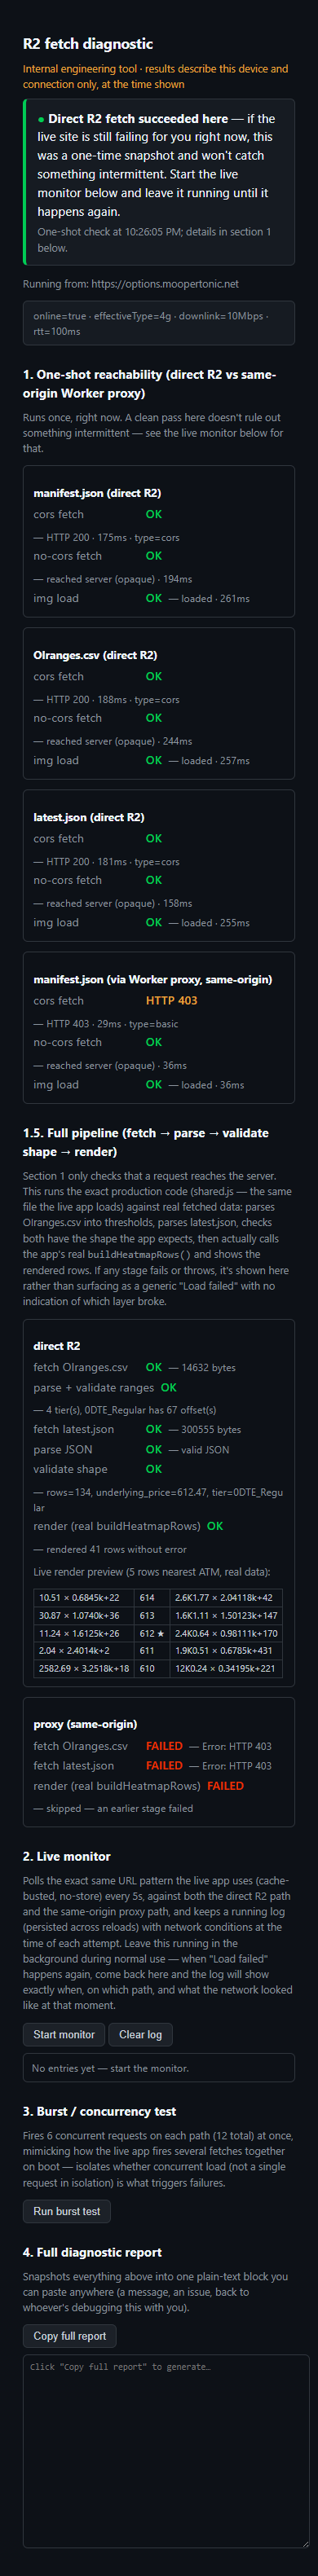 R2 fetch diagnostic
Internal engineering tool · results describe this device and
connection only, at the time shown
● Direct R2 fetch succeeded here — if the
live site is still failing for you right now, this
was a one-time snapshot and won't catch
something intermittent. Start the live
monitor below and leave it running until it
happens again.
One-shot check at 10:26:05 PM; details in section 1
below.
Running from: https://options.moopertonic.net
online=true · effectiveType=4g · downlink=10Mbps ·
rtt=100ms
1. One-shot reachability (direct R2 vs same-
origin Worker proxy)
Runs once, right now. A clean pass here doesn't rule out
something intermittent — see the live monitor below for
that.
manifest.json (direct R2)
cors fetch OK
— HTTP 200 · 175ms · type=cors
no-cors fetch OK
— reached server (opaque) · 194ms
img load OK — loaded · 261ms
OIranges.csv (direct R2)
cors fetch OK
— HTTP 200 · 188ms · type=cors
no-cors fetch OK
— reached server (opaque) · 244ms
img load OK — loaded · 257ms
latest.json (direct R2)
cors fetch OK
— HTTP 200 · 181ms · type=cors
no-cors fetch OK
— reached server (opaque) · 158ms
img load OK — loaded · 255ms
manifest.json (via Worker proxy, same-origin)
cors fetch HTTP 403
— HTTP 403 · 29ms · type=basic
no-cors fetch OK
— reached server (opaque) · 36ms
img load OK — loaded · 36ms
1.5. Full pipeline (fetch → parse → validate
shape → render)
Section 1 only checks that a request reaches the server.
This runs the exact production code (shared.js — the same
file the live app loads) against real fetched data: parses
OIranges.csv into thresholds, parses latest.json, checks
both have the shape the app expects, then actually calls
the app's real buildHeatmapRows() and shows the
rendered rows. If any stage fails or throws, it's shown here
rather than surfacing as a generic "Load failed" with no
indication of which layer broke.
direct R2
fetch OIranges.csv OK — 14632 bytes
parse + validate ranges OK
— 4 tier(s), 0DTE_Regular has 67 offset(s)
fetch latest.json OK — 300555 bytes
parse JSON OK — valid JSON
validate shape OK
— rows=134, underlying_price=612.47, tier=0DTE_Regu
lar
render (real buildHeatmapRows) OK
— rendered 41 rows without error
Live render preview (5 rows nearest ATM, real data):
10.51 × 0.6845k+22 614 2.6K1.77 × 2.04118k+42
30.87 × 1.0740k+36 613 1.6K1.11 × 1.50123k+147
11.24 × 1.6125k+26 612 ★ 2.4K0.64 × 0.98111k+170
2.04 × 2.4014k+2 611 1.9K0.51 × 0.6785k+431
2582.69 × 3.2518k+18 610 12K0.24 × 0.34195k+221
proxy (same-origin)
fetch OIranges.csv FAILED — Error: HTTP 403
fetch latest.json FAILED — Error: HTTP 403
render (real buildHeatmapRows) FAILED
— skipped — an earlier stage failed
2. Live monitor
Polls the exact same URL pattern the live app uses (cache-
busted, no-store) every 5s, against both the direct R2 path
and the same-origin proxy path, and keeps a running log
(persisted across reloads) with network conditions at the
time of each attempt. Leave this running in the
background during normal use — when "Load failed"
happens again, come back here and the log will show
exactly when, on which path, and what the network looked
like at that moment.
Start monitor Clear log
No entries yet — start the monitor.
3. Burst / concurrency test
Fires 6 concurrent requests on each path (12 total) at once,
mimicking how the live app fires several fetches together
on boot — isolates whether concurrent load (not a single
request in isolation) is what triggers failures.
Run burst test
4. Full diagnostic report
Snapshots everything above into one plain-text block you
can paste anywhere (a message, an issue, back to
whoever's debugging this with you).
Copy full report
Click "Copy full report" to generate…